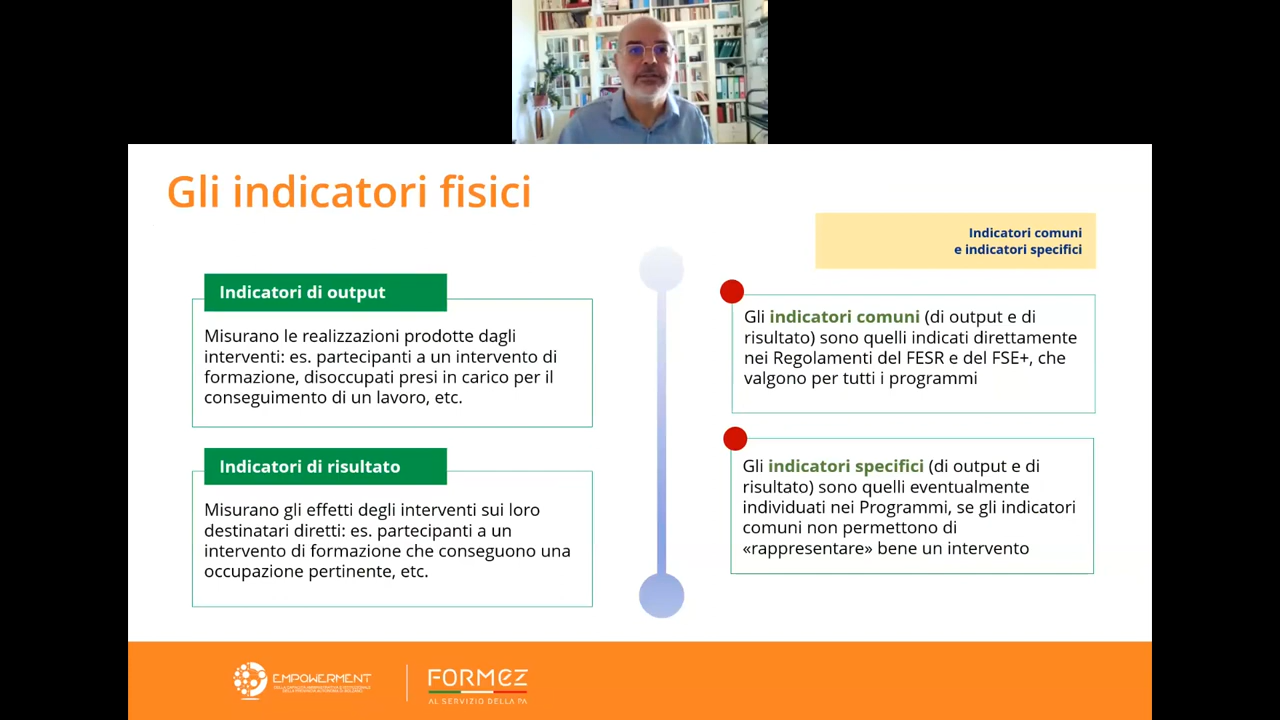 Gli indicatori fisici
Indicatori comuni
e indicatori specifici
Indicatori di output
Misurano le realizzazioni prodotte dagli
interventi: es. partecipanti a un intervento di
formazione, disoccupati presi in carico per il
conseguimento di un lavoro, etc.
Indicatori di risultato
Misurano gli effetti degli interventi sui loro
destinatari diretti: es. partecipanti a un
intervento di formazione che conseguono una
occupazione pertinente, etc.
Gli indicatori comuni (di output e di
risultato) sono quelli indicati direttamente
nei Regolamenti del FESR e del FSE+, che
valgono per tutti i programmi
Gli indicatori specifici (di output e di
risultato) sono quelli eventualmente
individuati nei Programmi, se gli indicatori
comuni non permettono di
«rappresentare» bene un intervento
EMPOWERMENT
FORMEZ
AL SERVIZIO DELLA PA